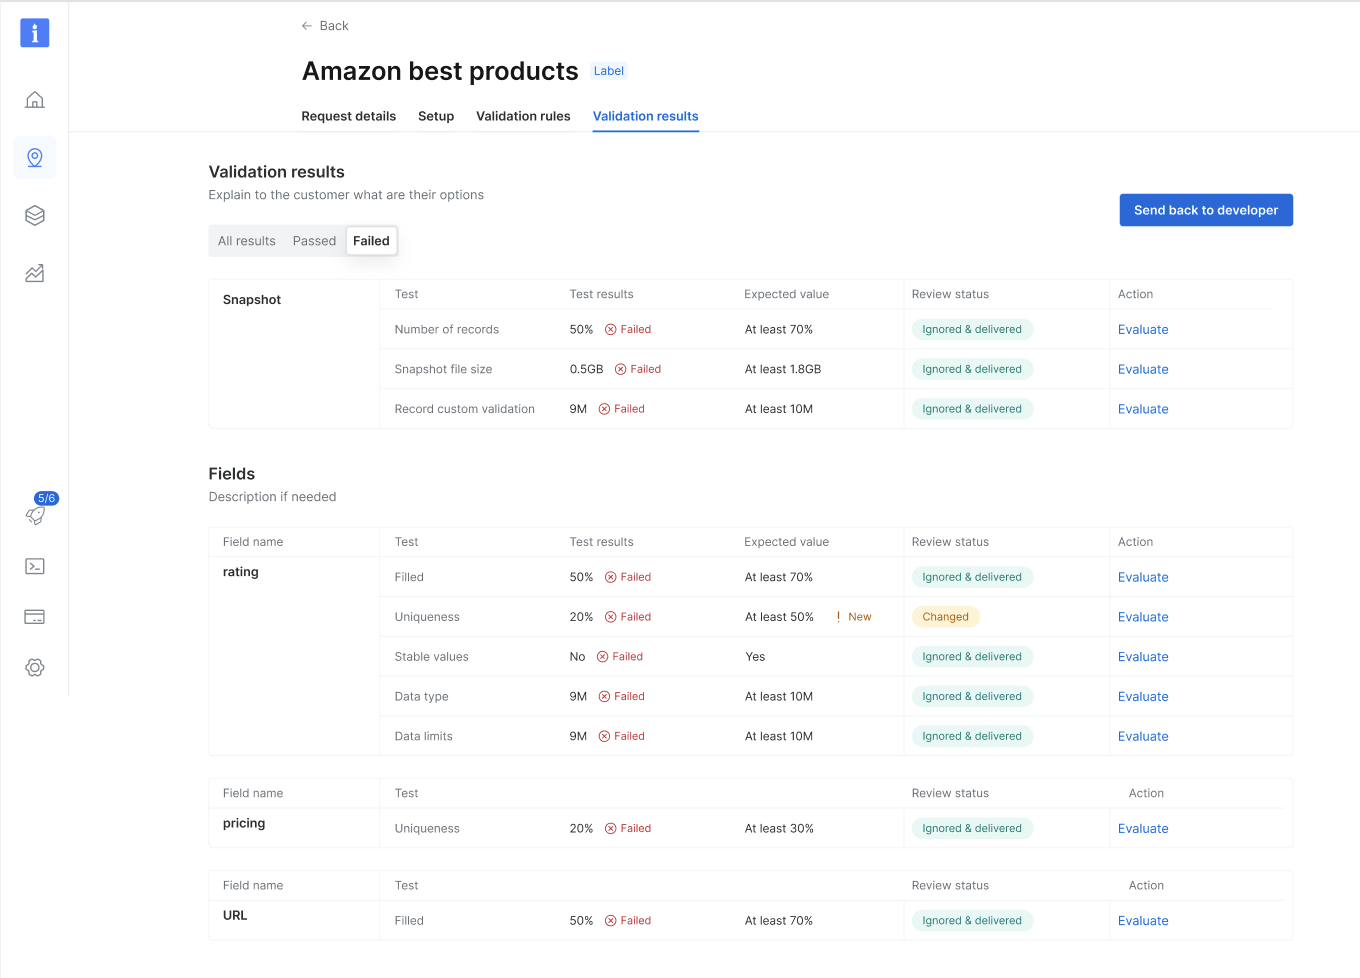 Back
Amazon best products Label
Request details Setup Validation rules Validation results
Validation results
Explain to the customer what are their options
Send back to developer
All results Passed Failed
Snapshot Test Test results Expected value Review status Action
Number of records 50% Failed At least 70% Ignored & delivered Evaluate
Snapshot file size 0.5GB Failed At least 1.8GB Ignored & delivered Evaluate
Record custom validation 9M Failed At least 10M Ignored & delivered Evaluate
Fields
Description if needed
5/6
Field name Test Test results Expected value Review status Action
rating Filled 50% Failed At least 70% Ignored & delivered Evaluate
Uniqueness 20% Failed At least 50% ! New Changed Evaluate
Stable values No Failed Yes Ignored & delivered Evaluate
Data type 9M Failed At least 10M Ignored & delivered Evaluate
Data limits 9M Failed At least 10M Ignored & delivered Evaluate
Field name Test Review status Action
pricing Uniqueness 20% Failed At least 30% Ignored & delivered Evaluate
Field name Test Review status Action
URL Filled 50% Failed At least 70% Ignored & delivered Evaluate